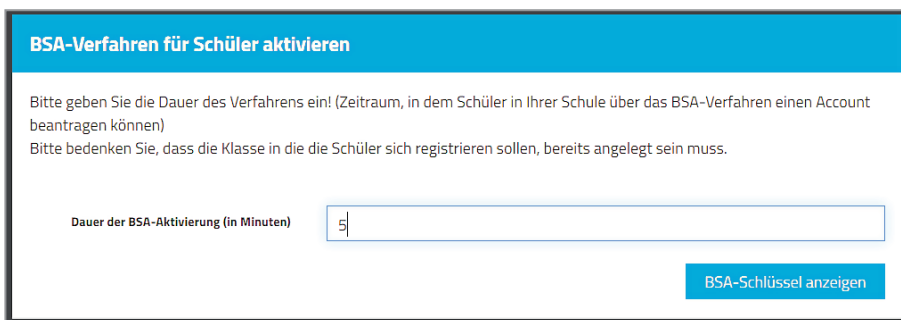 BSA-Verfahren für Schüler aktivieren
Bitte geben Sie die Dauer des Verfahrens ein! (Zeitraum, in dem Schüler in Ihrer Schule über das BSA-Verfahren einen Account
beantragen können)
Bitte bedenken Sie, dass die Klasse in die die Schüler sich registrieren sollen, bereits angelegt sein muss.
Dauer der BSA-Aktivierung (in Minuten)
5
BSA-Schlüssel anzeigen